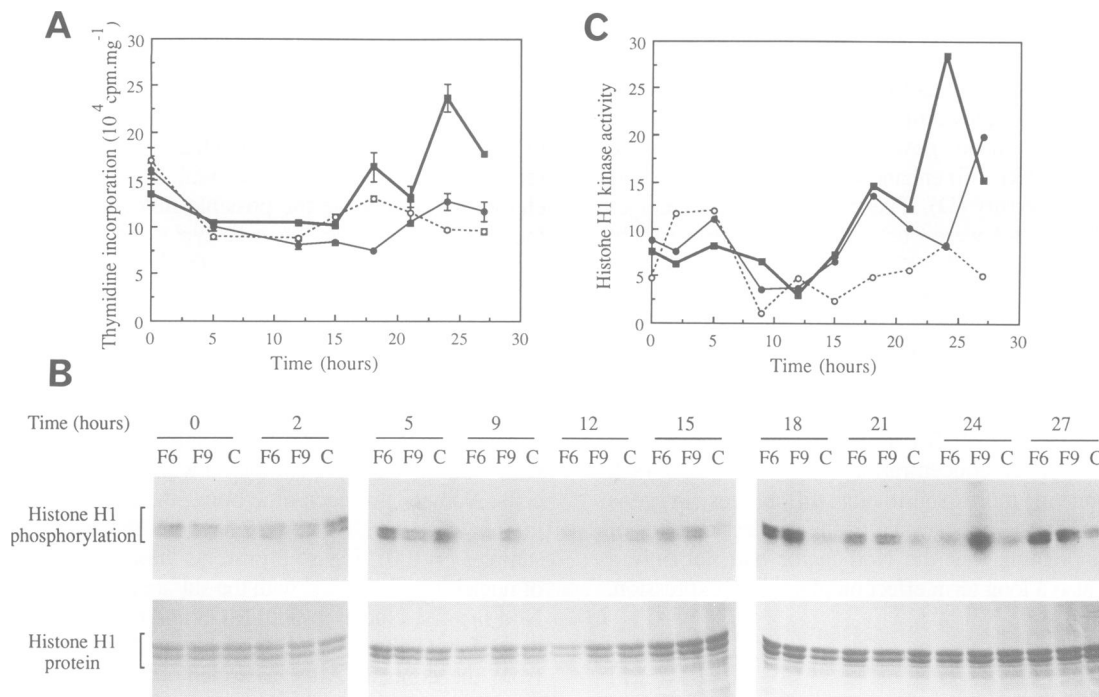 A
Thymidine incorporation (10⁴ cpm.mg⁻¹)
30
25
20
15
10
5
0
0 5 10 15 20 25 30
Time (hours)
C
Histohe H1 kinase activity
30
25
20
15
10
5
0
0 5 10 15 20 25 30
Time (hours)
B
Time (hours) 0 2 5 9 12 15 18 21 24 27
F6 F9 C F6 F9 C F6 F9 C F6 F9 C F6 F9 C F6 F9 C F6 F9 C F6 F9 C F6 F9 C F6 F9 C
Histone H1
phosphorylation
Histone H1
protein